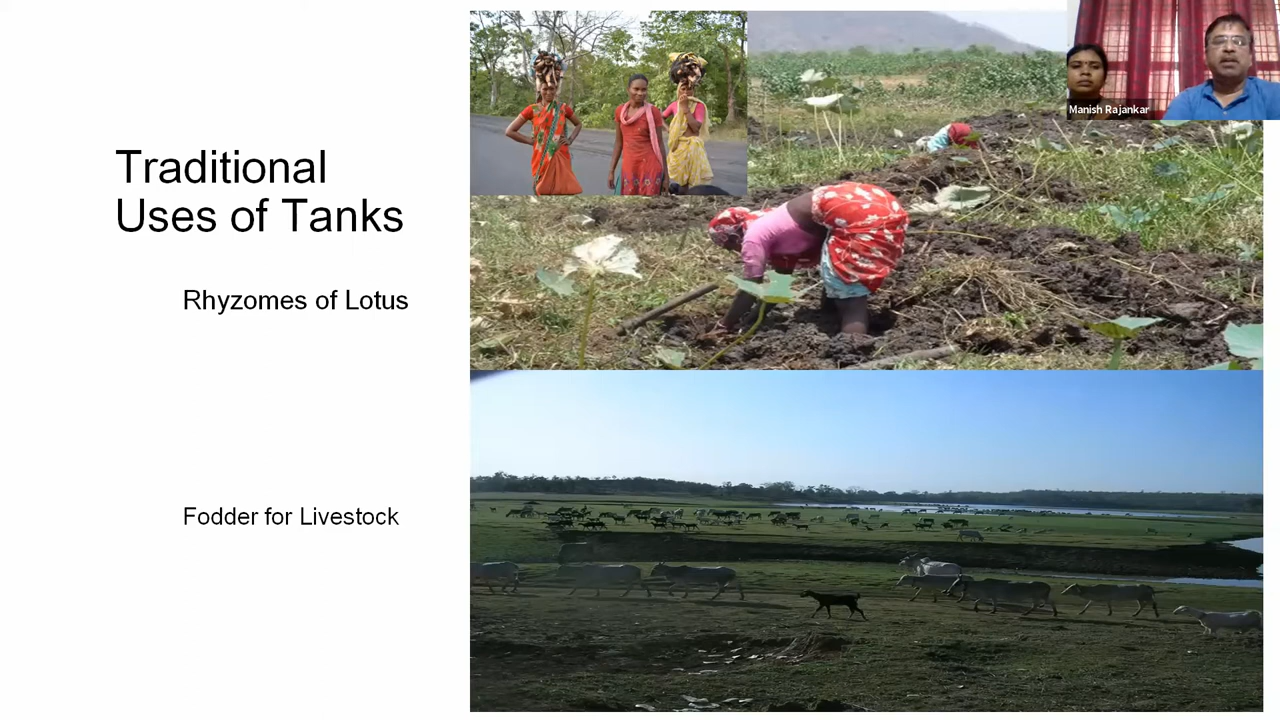 Traditional
Uses of Tanks
Rhyzomes of Lotus
Fodder for Livestock
Manish Rajankar